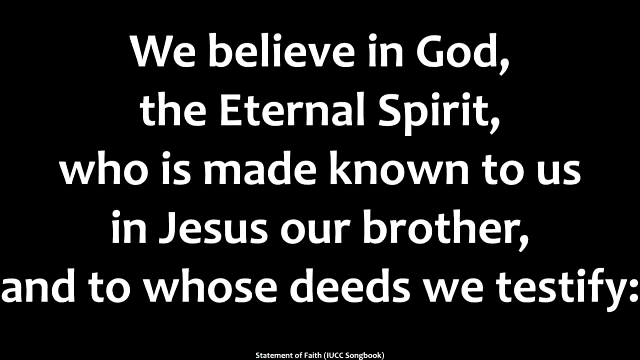 We believe in God,
the Eternal Spirit,
who is made known to us
in Jesus our brother,
and to whose deeds we testify:
Statement of Faith (IUCC Songbook)